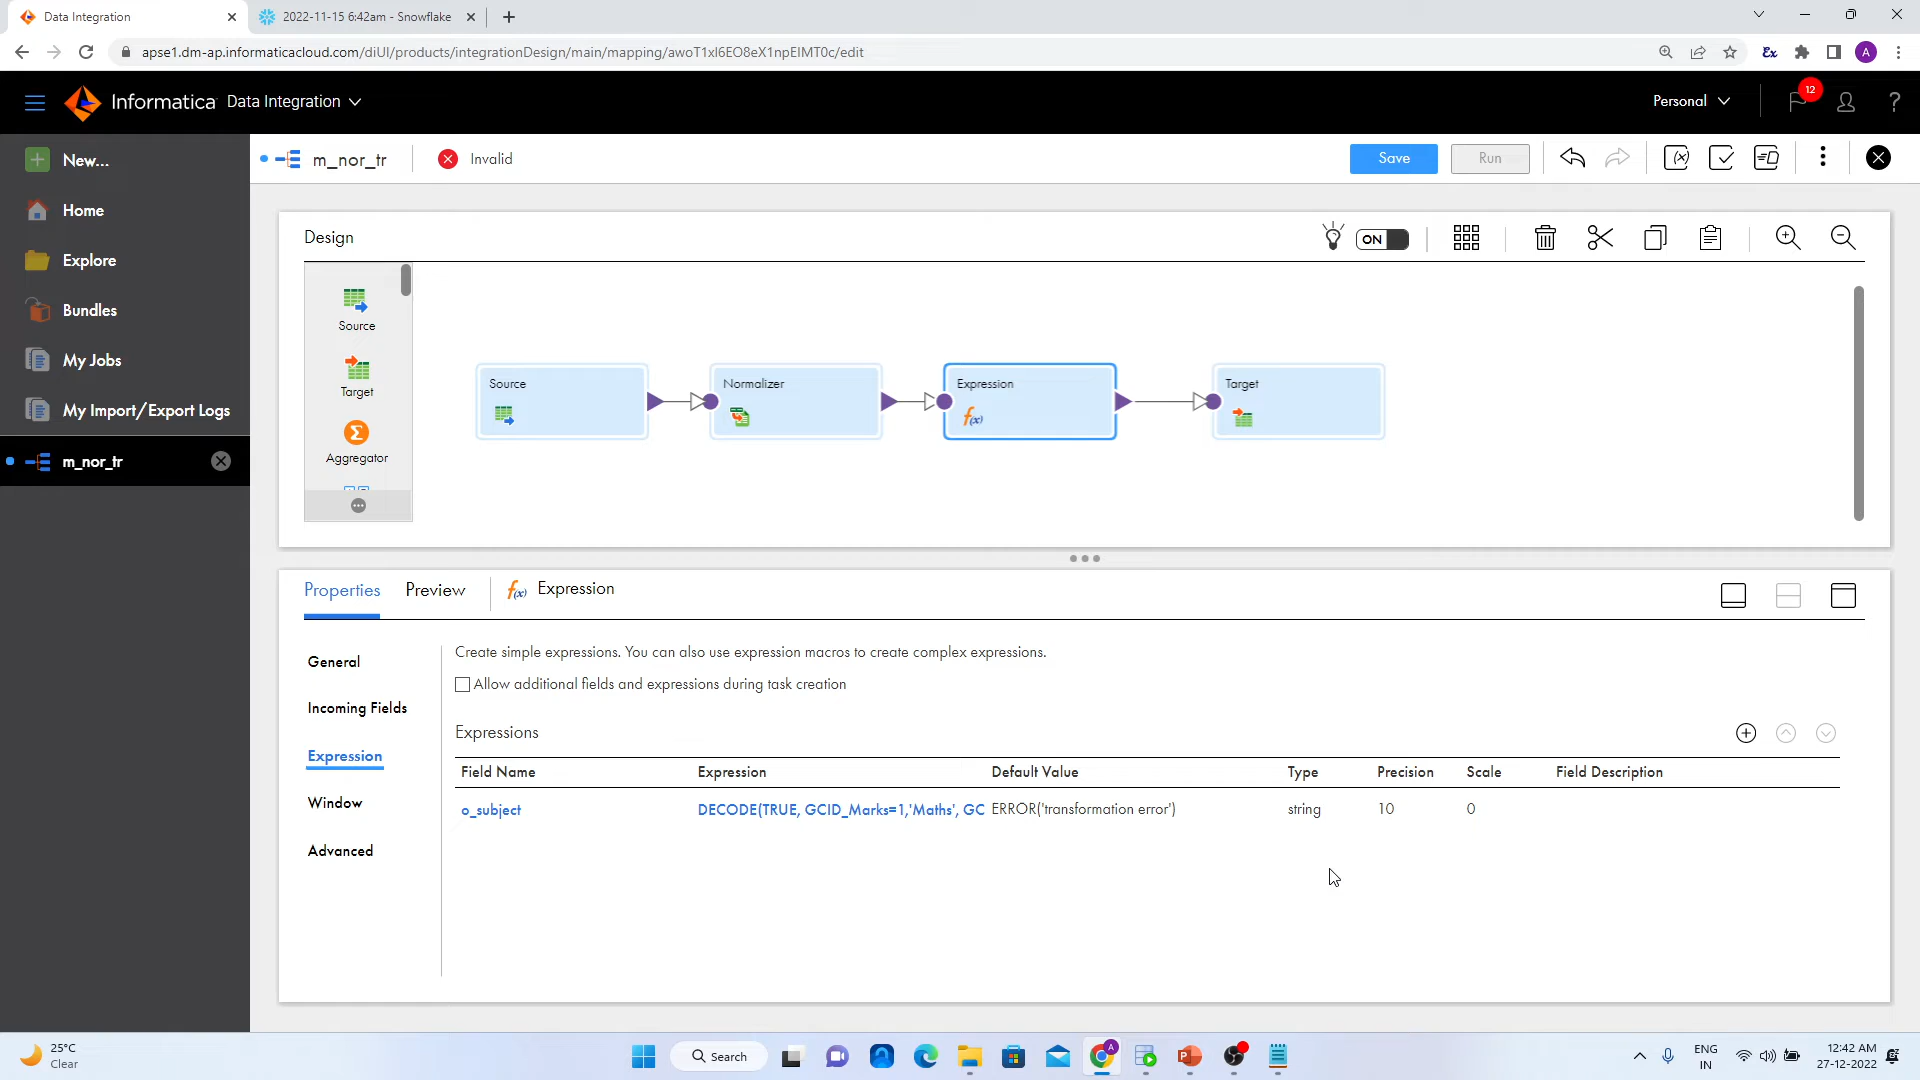 Data Integration
2022-11-15 6:42am - Snowflake
apse1.dm-ap.informaticacloud.com/diUI/products/integrationDesign/main/mapping/awoT1xl6EO8eX1npEIMT0c/edit
Ex
A
Informatica Data Integration
Personal
12
?
New...
Home
Explore
Bundles
My Jobs
My Import/Export Logs
m_nor_tr
m_nor_tr
Invalid
Save
Run
Design
ON
Source
Target
Aggregator
Source
Normalizer
Expression
f(x)
Target
Properties
Preview
f(x) Expression
General
Incoming Fields
Expression
Window
Advanced
Create simple expressions. You can also use expression macros to create complex expressions.
Allow additional fields and expressions during task creation
Expressions
Field Name Expression Default Value Type Precision Scale Field Description
o_subject DECODE(TRUE, GCID_Marks=1,'Maths', GC ERROR('transformation error') string 10 0
25°C
Clear
Search
A
ENG
IN
12:42 AM
27-12-2022